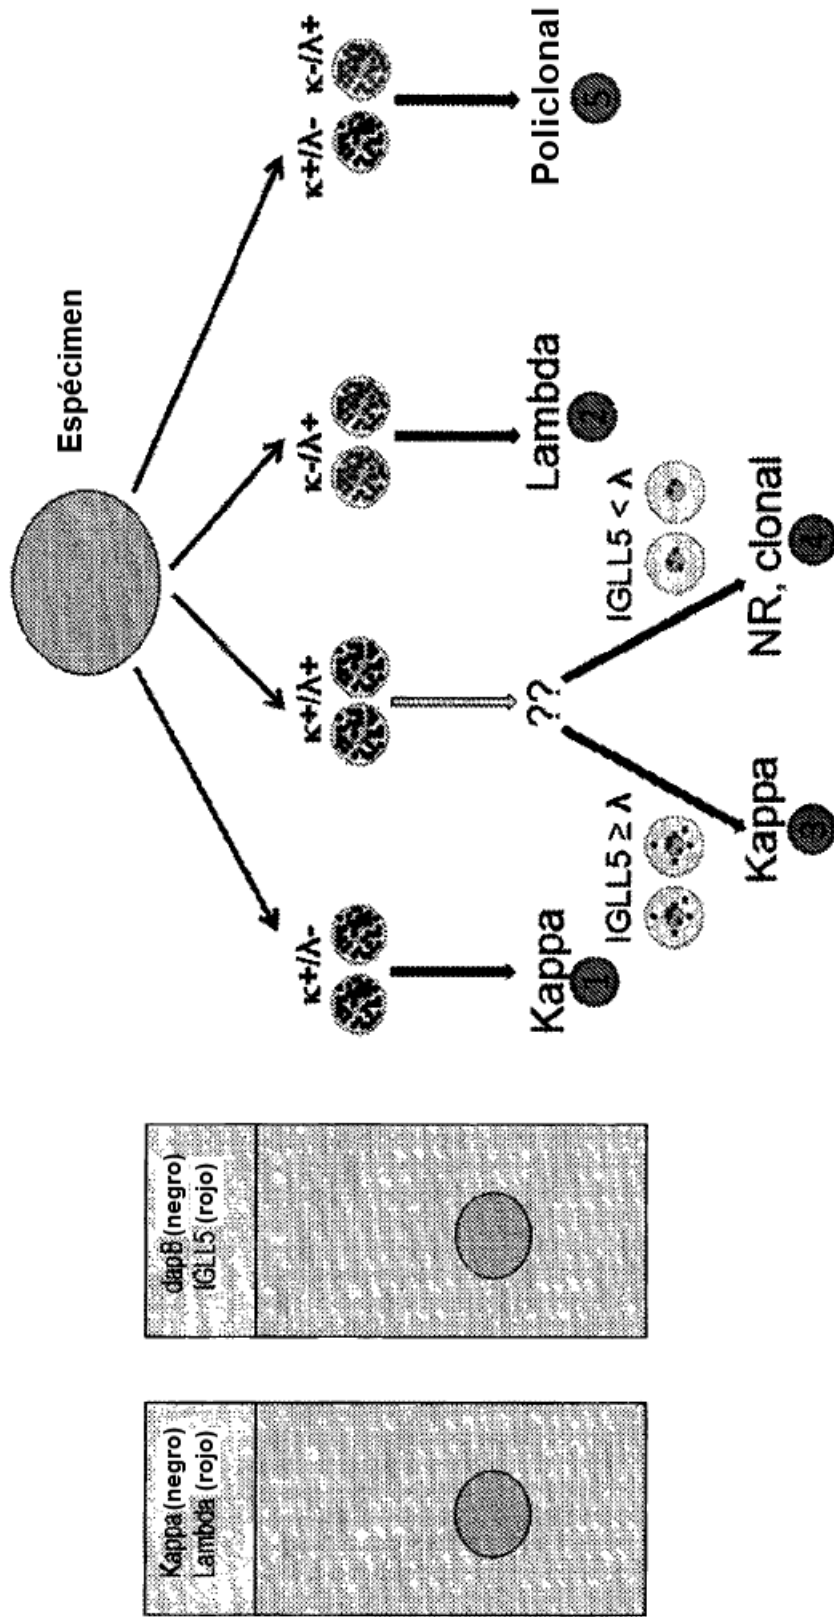 Kappa (negro)
Lambda (rojo)
dapB (negro)
IGLL5 (rojo)
Espécimen
κ+/λ-
κ+/λ+
κ-/λ+
κ+/λ- κ-/λ+
Kappa
1
??
Lambda
2
Policlonal
5
IGLL5 ≥ λ
IGLL5 < λ
Kappa
3
NR, clonal
4